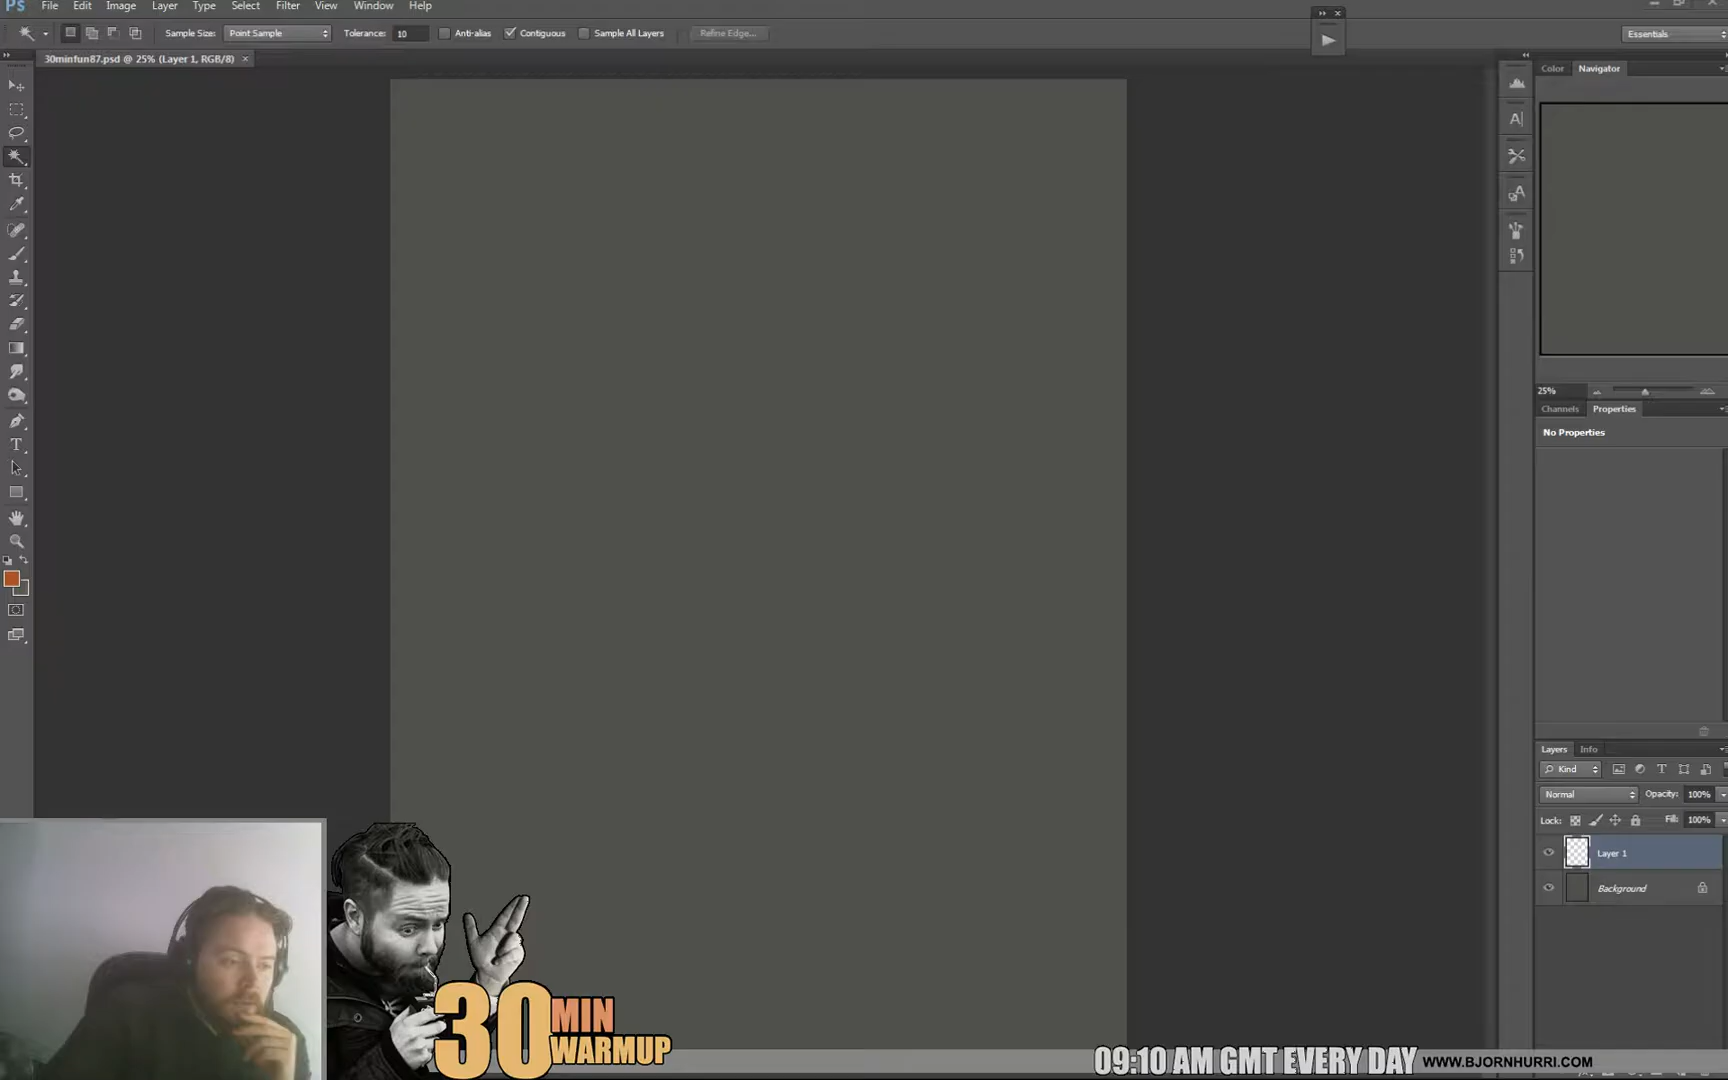 Ps File Edit Image Layer Type Select Filter View Window Help
Sample Size: Point Sample Tolerance: 10 Anti-alias Contiguous Sample All Layers Refine Edge... Essentials
30minfun87.psd @ 25% (Layer 1, RGB/8) ×
Color Navigator
25%
Channels Properties
No Properties
Layers Info
Kind
Normal Opacity: 100%
Lock: Fill: 100%
Layer 1
Background
30 MIN
WARMUP
09:10 AM GMT EVERY DAY WWW.BJORNHURRI.COM